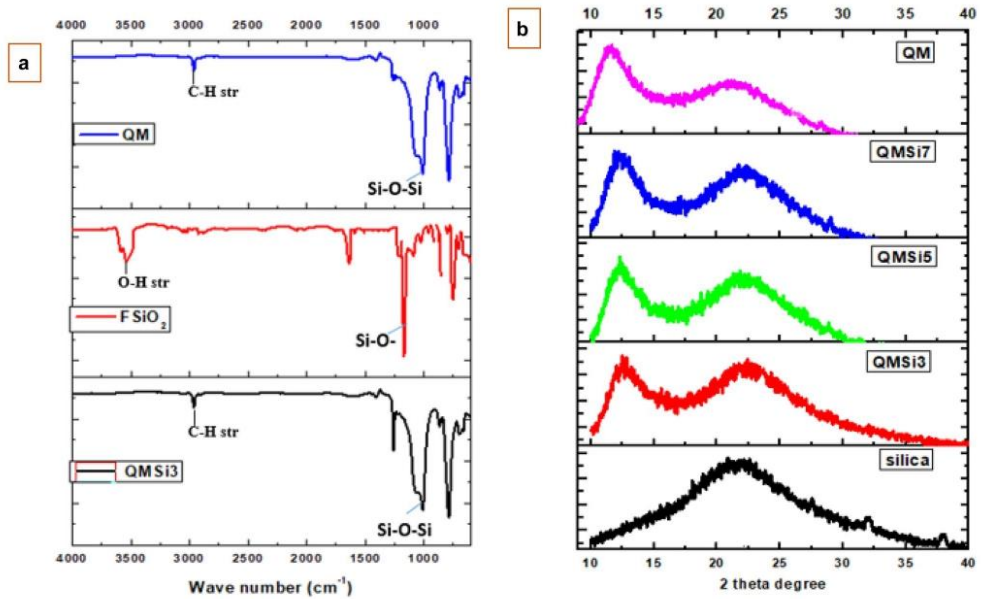 a
4000 3500 3000 2500 2000 1500 1000
C-H str
QM
Si-O-Si
O-H str
F SiO₂
Si-O-
C-H str
QMSi3
Si-O-Si
4000 3500 3000 2500 2000 1500 1000
Wave number (cm⁻¹)
b
10 15 20 25 30 35 40
QM
QMSi7
QMSi5
QMSi3
silica
10 15 20 25 30 35 40
2 theta degree